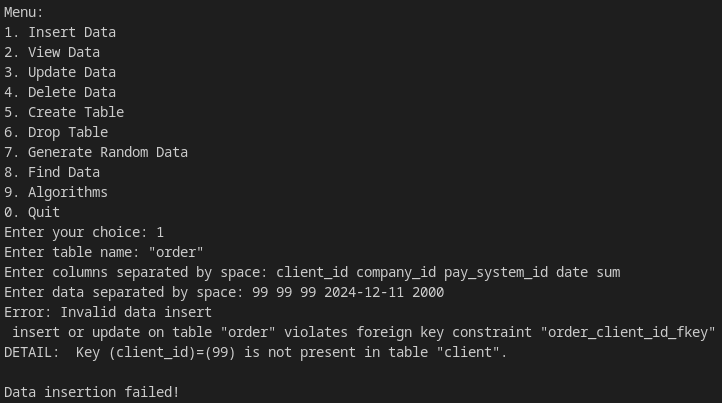 Menu:
1. Insert Data
2. View Data
3. Update Data
4. Delete Data
5. Create Table
6. Drop Table
7. Generate Random Data
8. Find Data
9. Algorithms
0. Quit
Enter your choice: 1
Enter table name: "order"
Enter columns separated by space: client_id company_id pay_system_id date sum
Enter data separated by space: 99 99 99 2024-12-11 2000
Error: Invalid data insert
 insert or update on table "order" violates foreign key constraint "order_client_id_fkey"
DETAIL:  Key (client_id)=(99) is not present in table "client".
Data insertion failed!